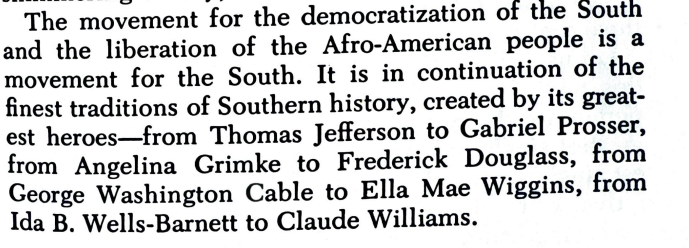 The movement for the democratization of the South
and the liberation of the Afro-American people is a
movement for the South. It is in continuation of the
finest traditions of Southern history, created by its great-
est heroes—from Thomas Jefferson to Gabriel Prosser,
from Angelina Grimke to Frederick Douglass, from
George Washington Cable to Ella Mae Wiggins, from
Ida B. Wells-Barnett to Claude Williams.